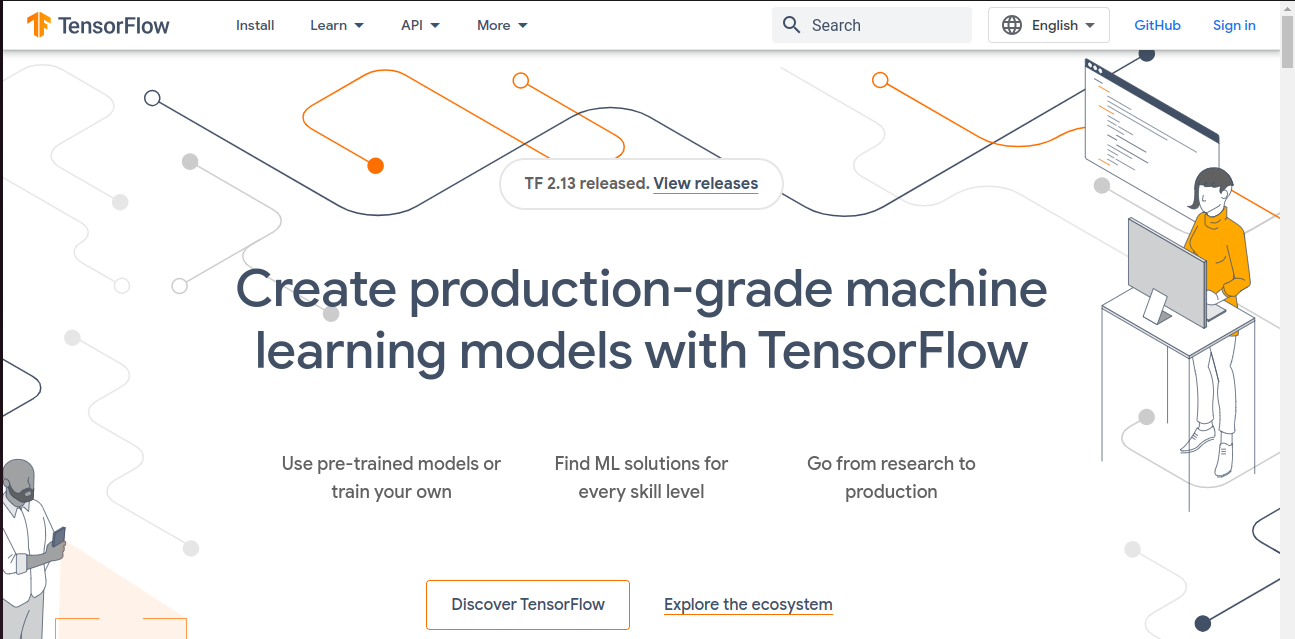 TensorFlow Install Learn API More Search English GitHub Sign in
TF 2.13 released. View releases
Create production-grade machine
learning models with TensorFlow
Use pre-trained models or
train your own
Find ML solutions for
every skill level
Go from research to
production
Discover TensorFlow Explore the ecosystem